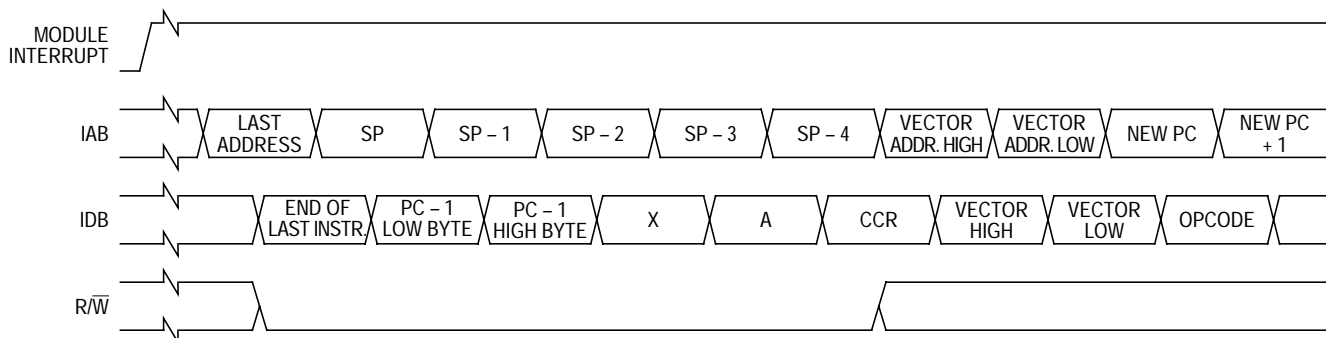 MODULE
INTERRUPT
IAB
LAST
ADDRESS
SP
SP – 1
SP – 2
SP – 3
SP – 4
VECTOR
ADDR. HIGH
VECTOR
ADDR. LOW
NEW PC
NEW PC
+ 1
IDB
END OF
LAST INSTR.
PC – 1
LOW BYTE
PC – 1
HIGH BYTE
X
A
CCR
VECTOR
HIGH
VECTOR
LOW
OPCODE
R/W̅